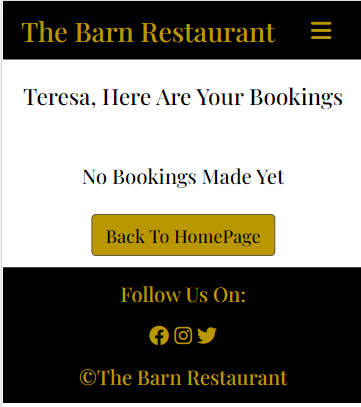 The Barn Restaurant
Teresa, Here Are Your Bookings
No Bookings Made Yet
Back To HomePage
Follow Us On:
©The Barn Restaurant